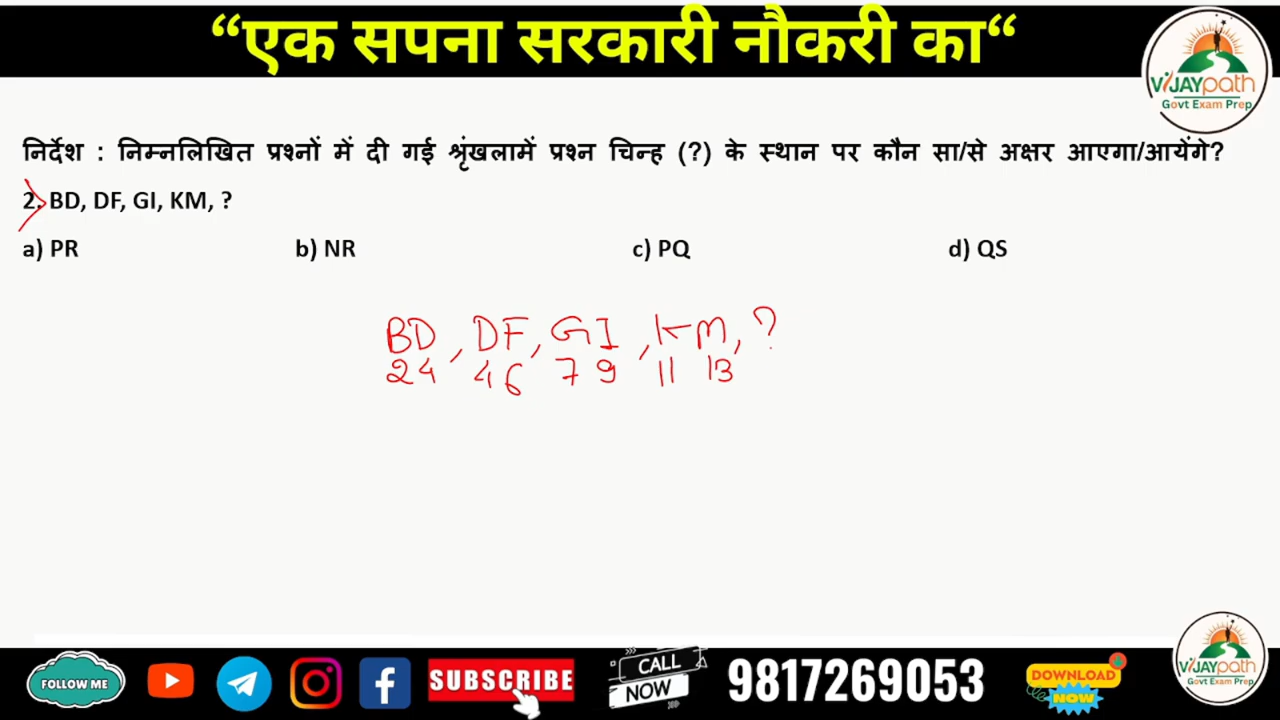 “एक सपना सरकारी नौकरी का“
VIJAYpath
Govt Exam Prep
निर्देश : निम्नलिखित प्रश्नों में दी गई श्रृंखलामें प्रश्न चिन्ह (?) के स्थान पर कौन सा/से अक्षर आएगा/आयेंगे?
2. BD, DF, GI, KM, ?
a) PR b) NR c) PQ d) QS
BD, DF, GI, KM, ?
24 46 79 11 13
VIJAYpath
Govt Exam Prep
FOLLOW ME
SUBSCRIBE
CALL
NOW
9817269053
DOWNLOAD
NOW